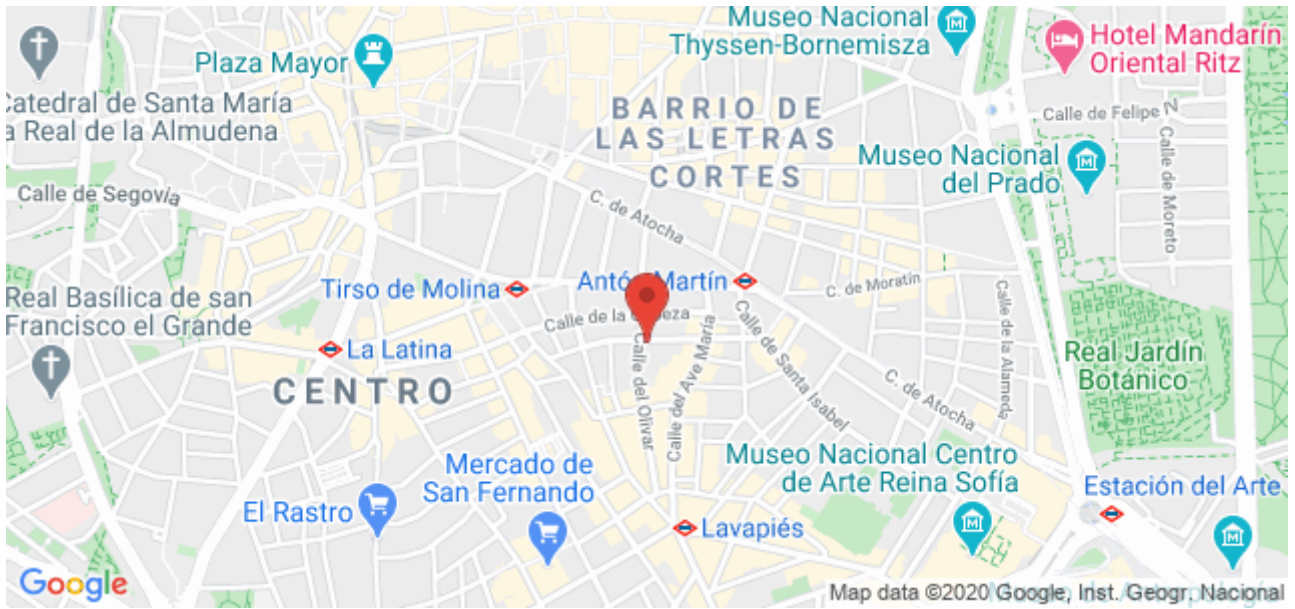 Museo Nacional
Thyssen-Bornemisza
Hotel Mandarín
Oriental Ritz
Plaza Mayor
Catedral de Santa María
a Real de la Almudena
BARRIO DE
LAS LETRAS
CORTES
Calle de Felipe
Calle de Moreto
Museo Nacional
del Prado
Calle de Segovia
C. de Atocha
Tirso de Molina
Antón Martín
C. de Moratín
Calle de la Alameda
Real Basílica de san
Francisco el Grande
Calle de la Cabeza
La Latina
CENTRO
Calle del Olivar
Calle del Ave María
Calle de Santa Isabel
C. de Atocha
Real Jardín
Botánico
Mercado de
San Fernando
Museo Nacional Centro
de Arte Reina Sofía
Estación del Arte
El Rastro
Lavapiés
Google
Map data ©2020 Google, Inst. Geogr. Nacional